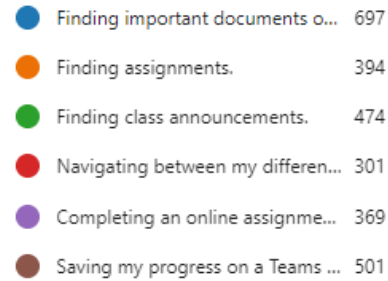 Finding important documents o... 697
Finding assignments. 394
Finding class announcements. 474
Navigating between my differen... 301
Completing an online assignme... 369
Saving my progress on a Teams ... 501